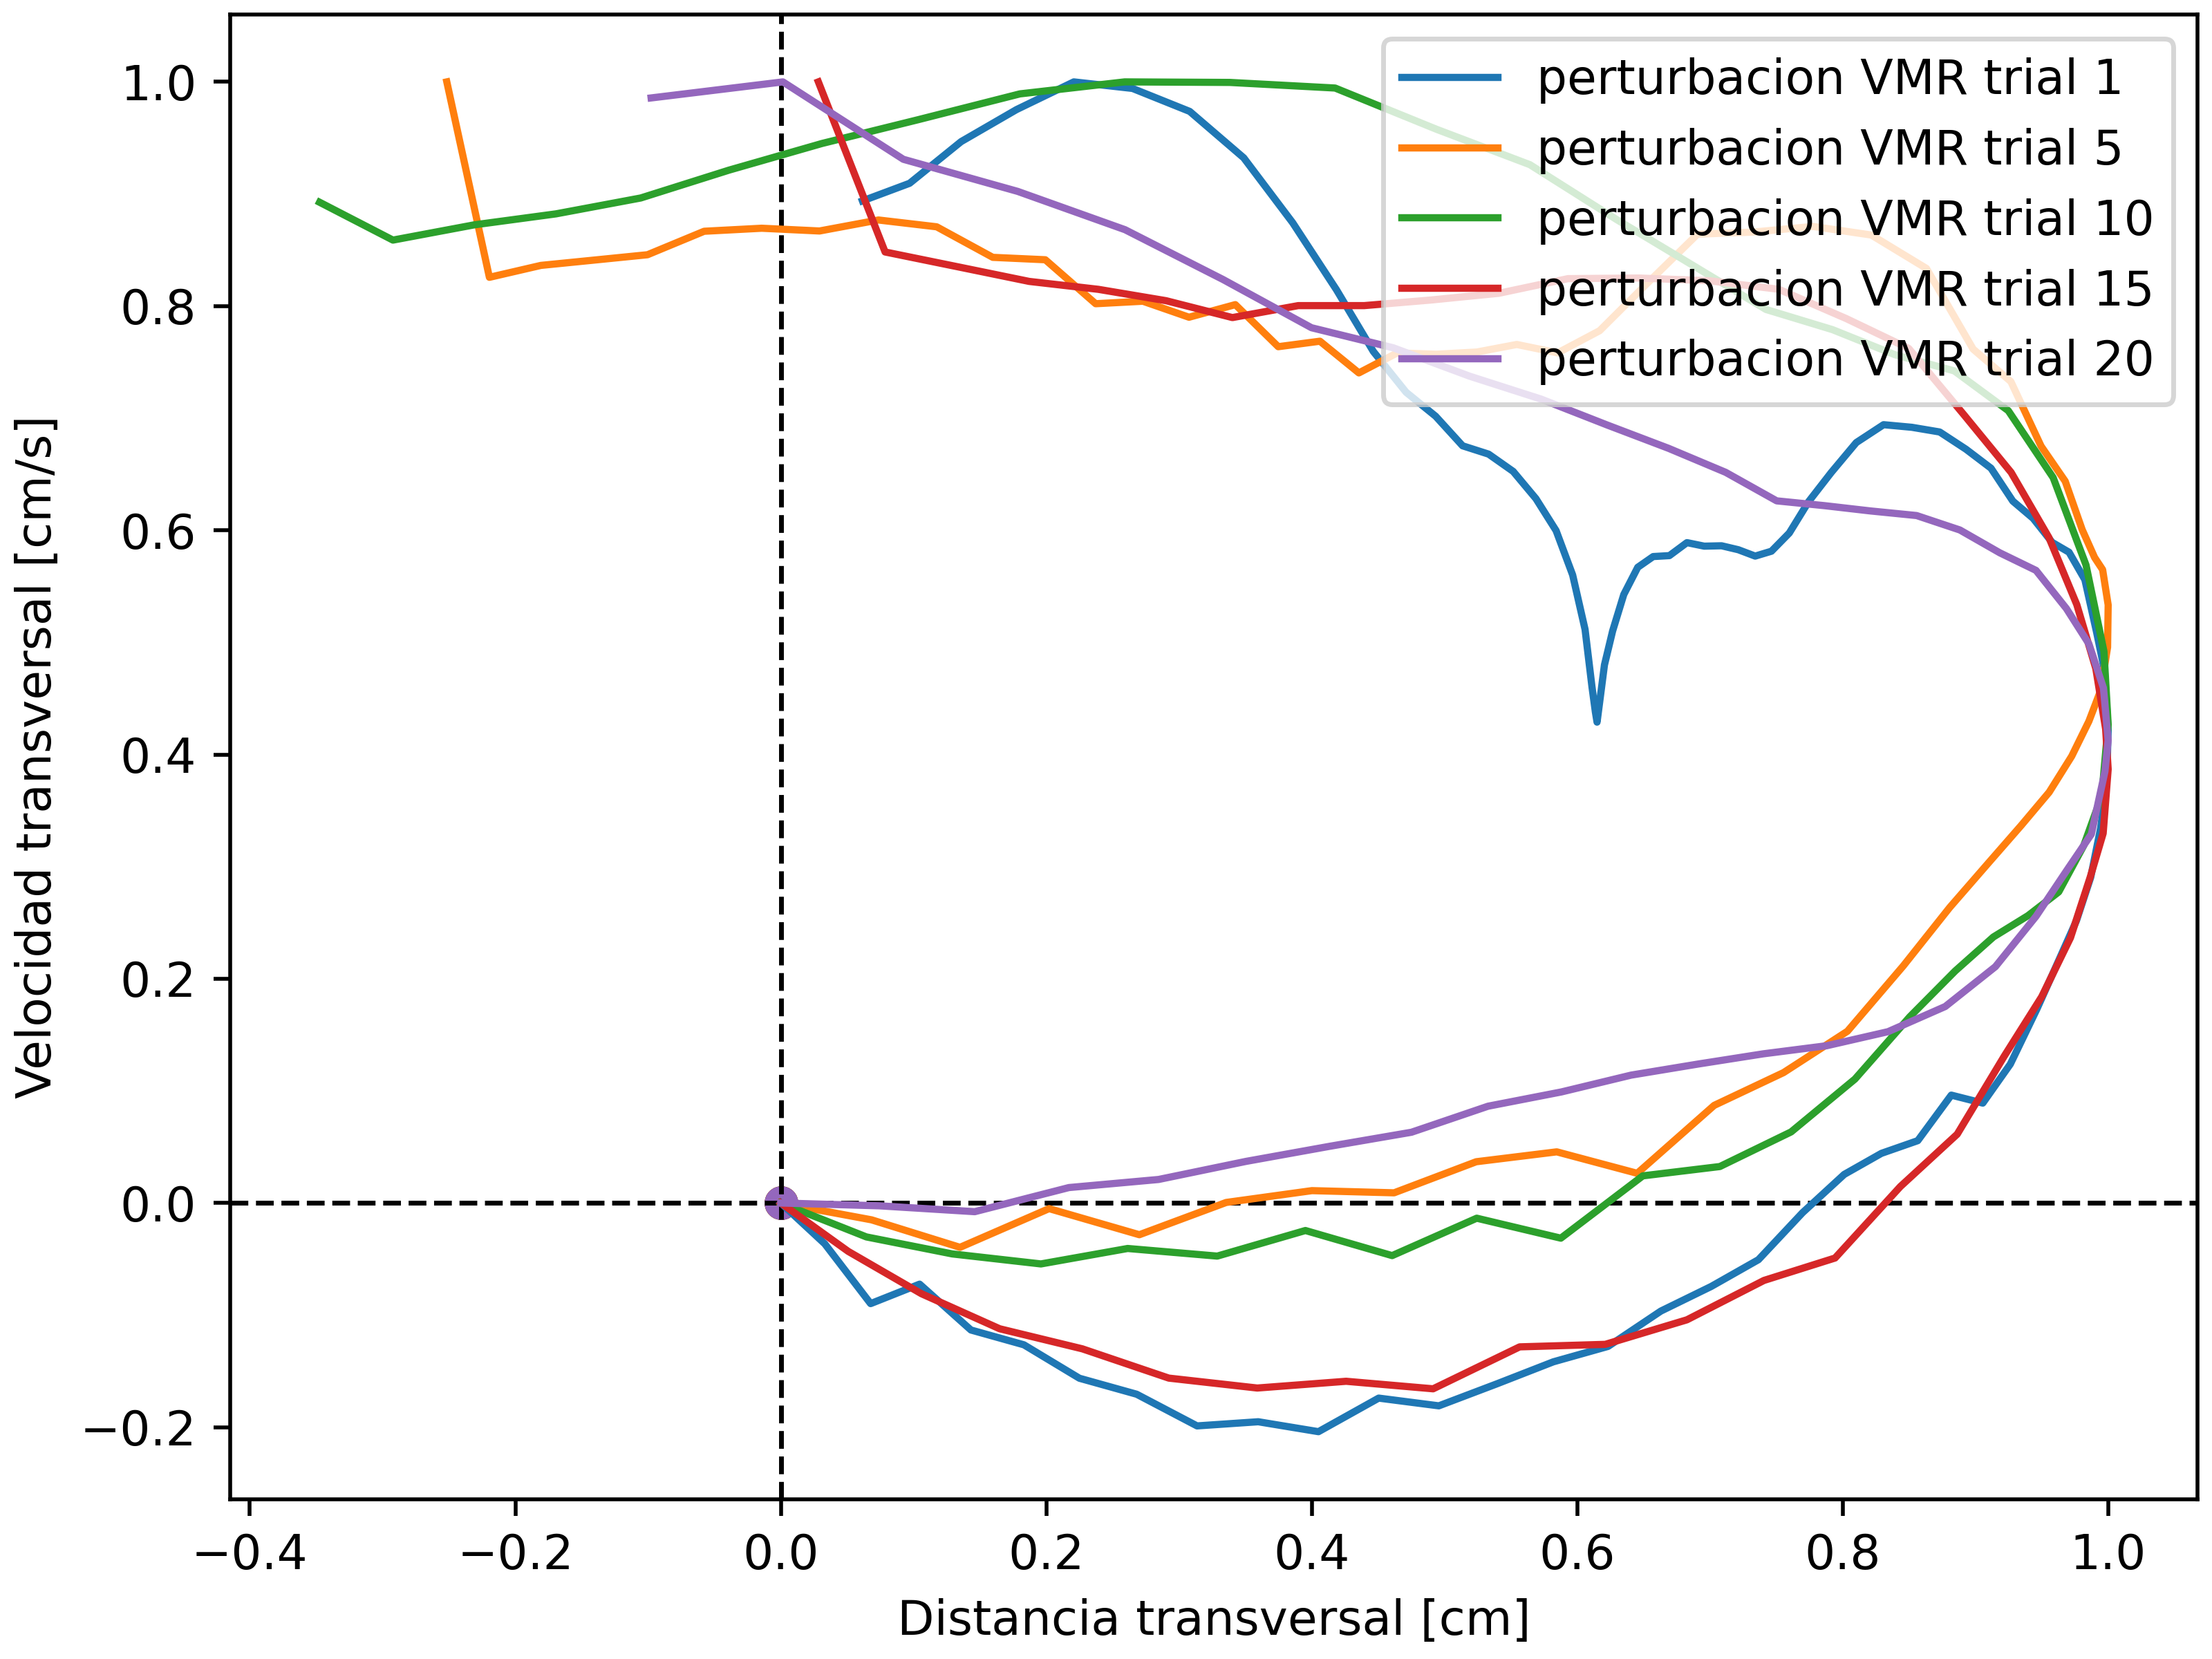 perturbacion VMR trial 1
perturbacion VMR trial 5
perturbacion VMR trial 10
perturbacion VMR trial 15
perturbacion VMR trial 20
Velocidad transversal [cm/s]
1.0
0.8
0.6
0.4
0.2
0.0
−0.2
−0.4 −0.2 0.0 0.2 0.4 0.6 0.8 1.0
Distancia transversal [cm]